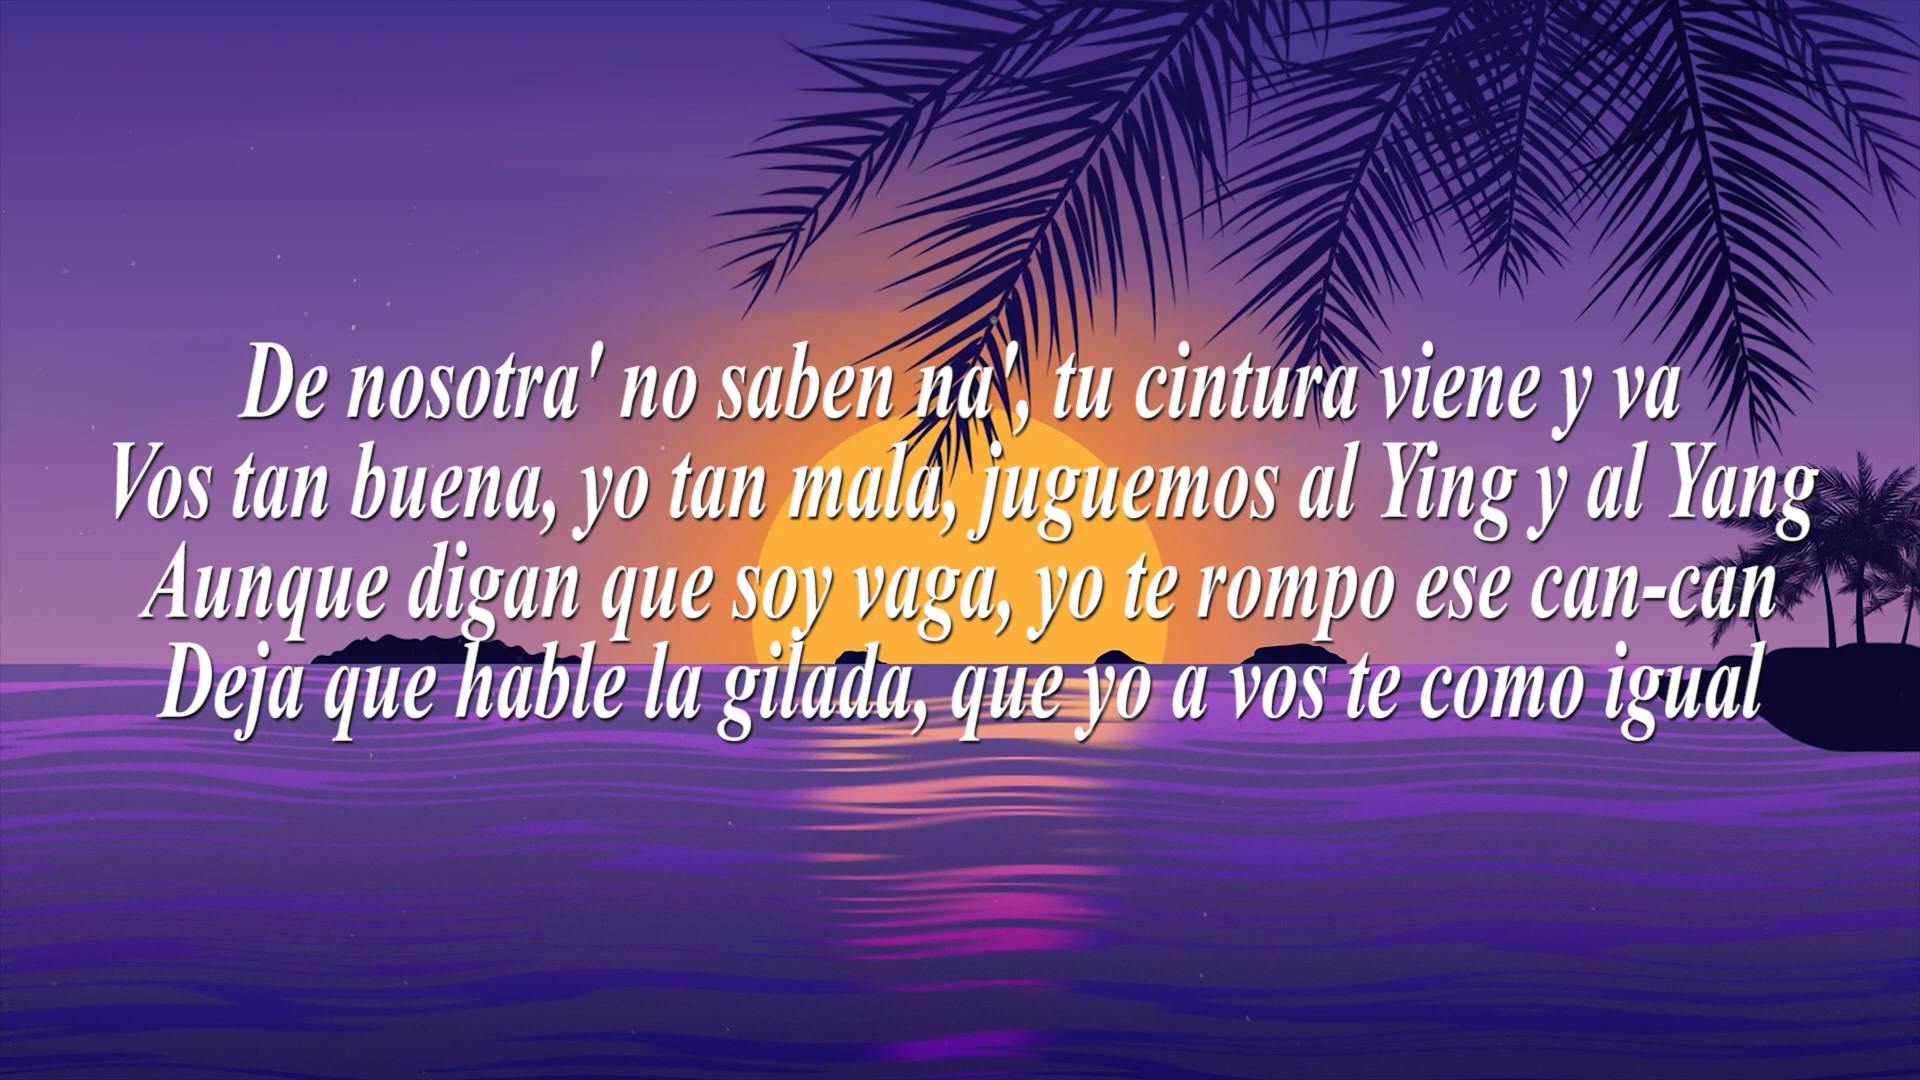 De nosotra' no saben na', tu cintura viene y va
Vos tan buena, yo tan mala, juguemos al Ying y al Yang
Aunque digan que soy vaga, yo te rompo ese can-can
Deja que hable la gilada, que yo a vos te como igual